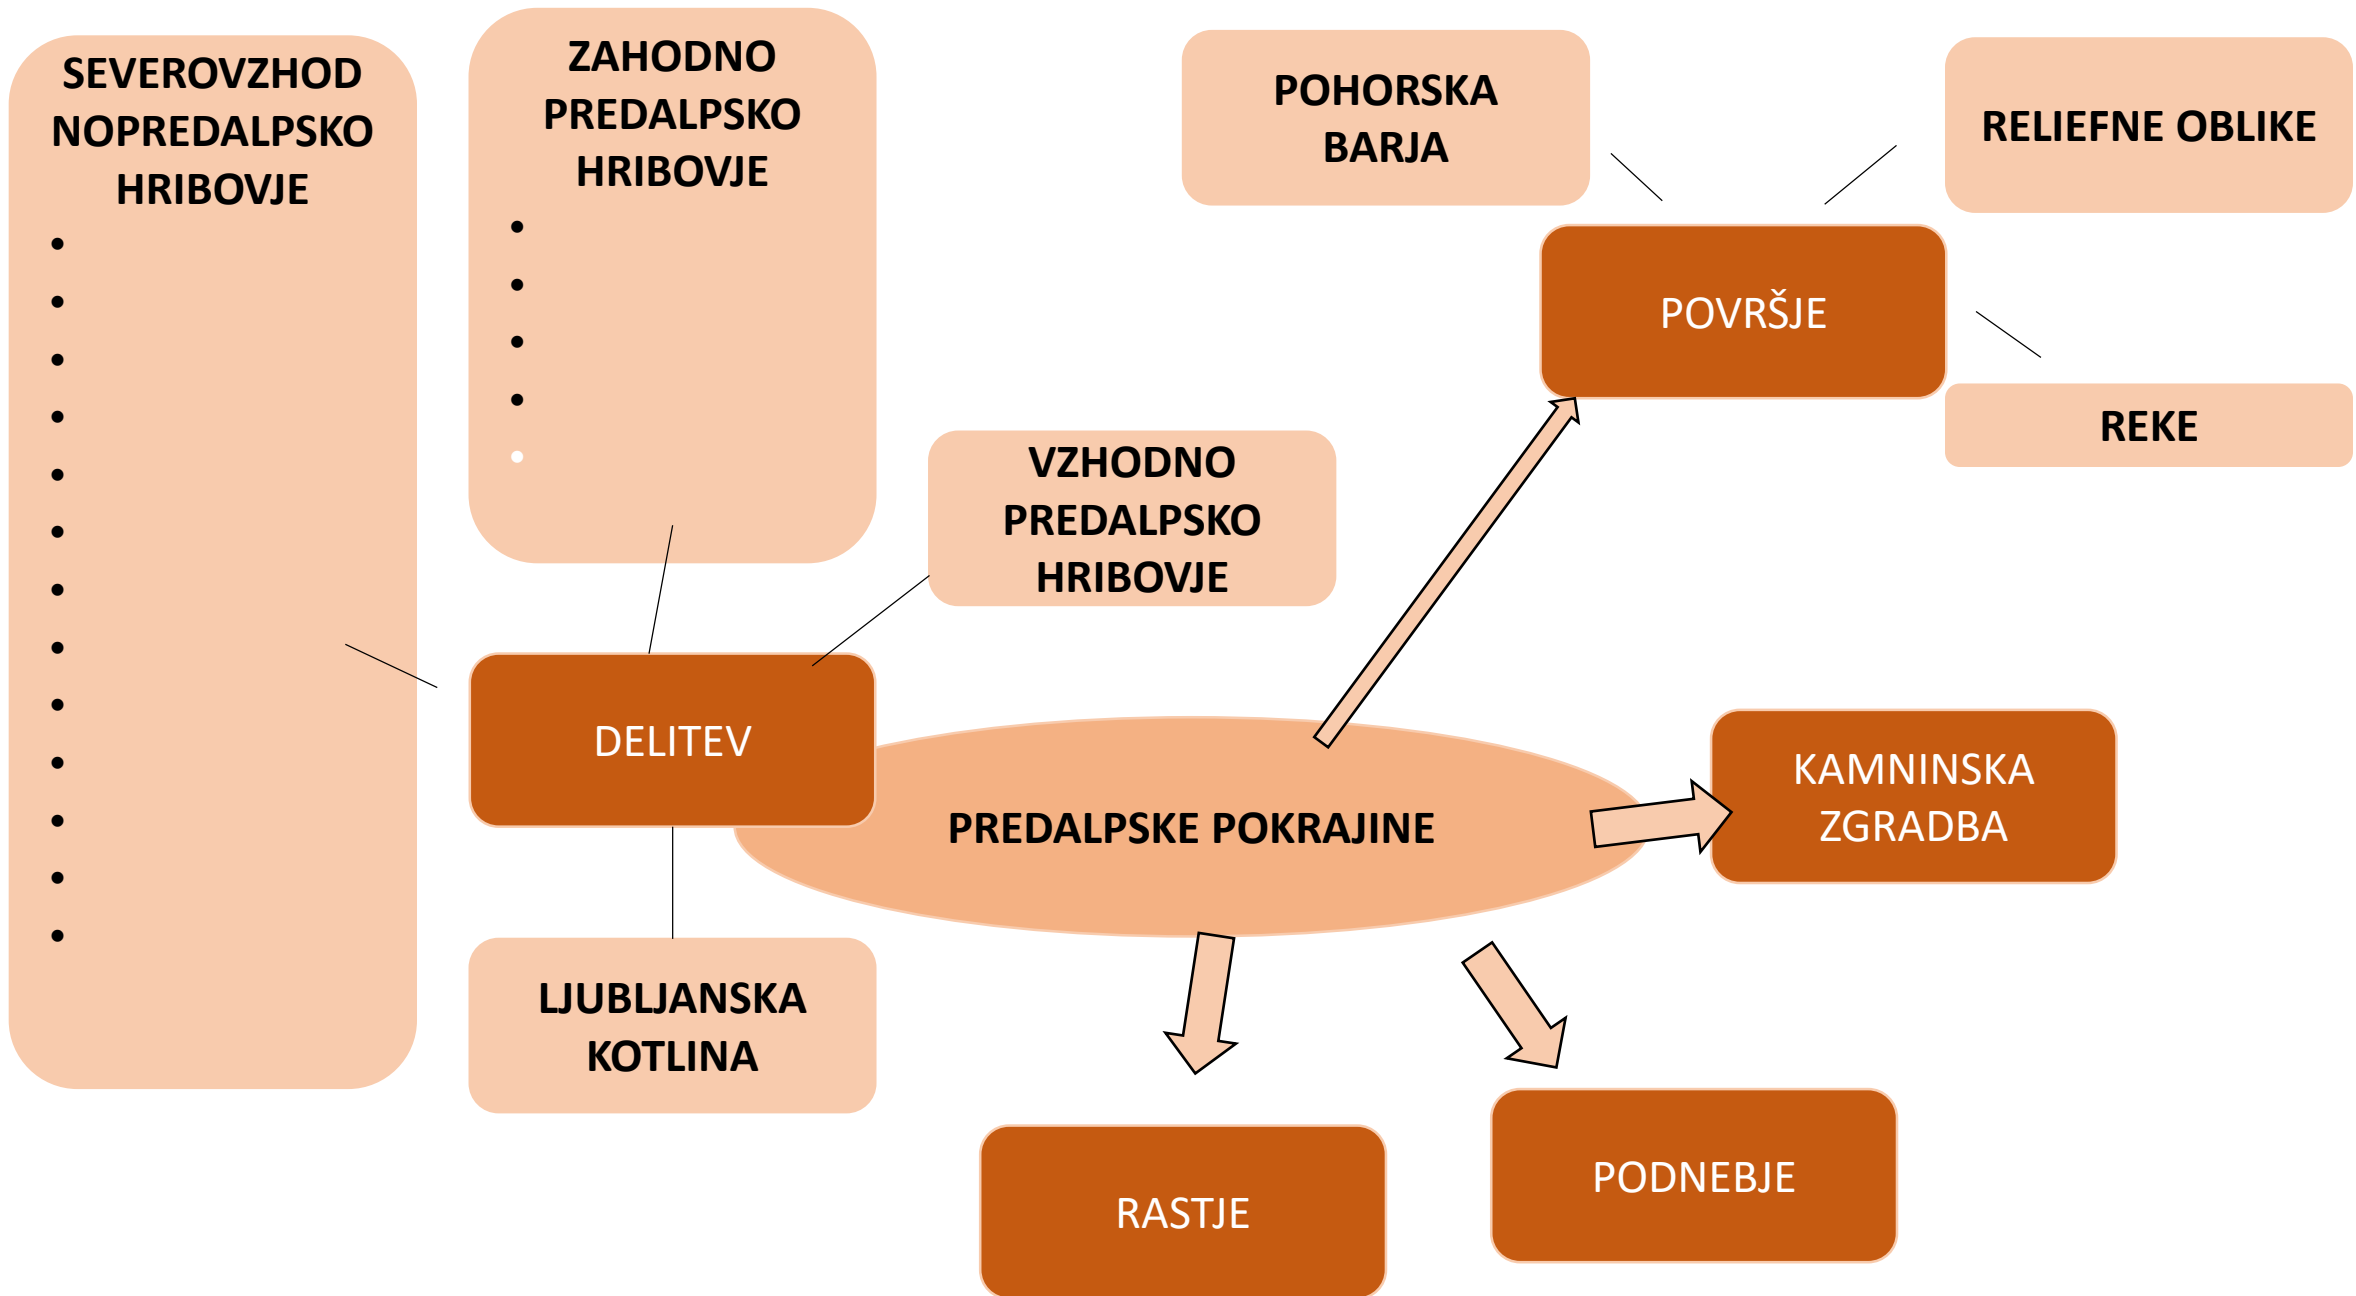 SEVEROVZHOD
NOPREDALPSKO
HRIBOVJE
ZAHODNO
PREDALPSKO
HRIBOVJE
POHORSKA
BARJA
RELIEFNE OBLIKE
POVRŠJE
REKE
VZHODNO
PREDALPSKO
HRIBOVJE
DELITEV
PREDALPSKE POKRAJINE
KAMNINSKA
ZGRADBA
LJUBLJANSKA
KOTLINA
RASTJE
PODNEBJE